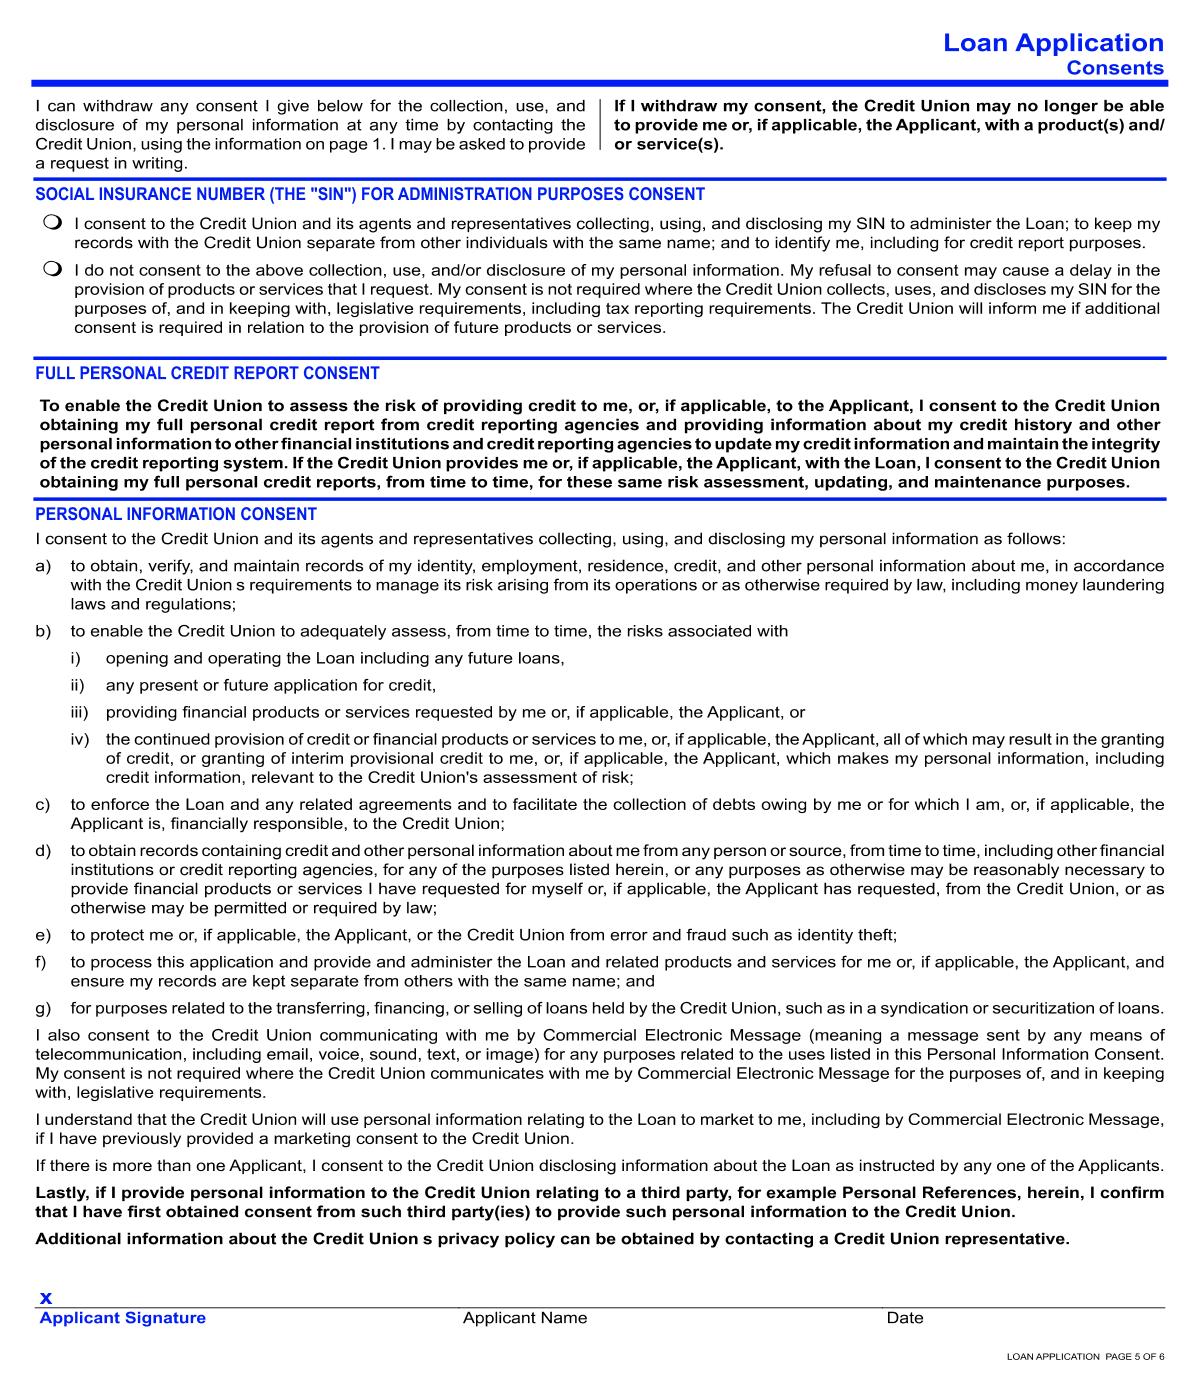 Loan Application
Consents
I can withdraw any consent I give below for the collection, use, and
disclosure of my personal information at any time by contacting the
Credit Union, using the information on page 1. I may be asked to provide
a request in writing.
If I withdraw my consent, the Credit Union may no longer be able
to provide me or, if applicable, the Applicant, with a product(s) and/
or service(s).
SOCIAL INSURANCE NUMBER (THE "SIN") FOR ADMINISTRATION PURPOSES CONSENT
I consent to the Credit Union and its agents and representatives collecting, using, and disclosing my SIN to administer the Loan; to keep my
records with the Credit Union separate from other individuals with the same name; and to identify me, including for credit report purposes.
I do not consent to the above collection, use, and/or disclosure of my personal information. My refusal to consent may cause a delay in the
provision of products or services that I request. My consent is not required where the Credit Union collects, uses, and discloses my SIN for the
purposes of, and in keeping with, legislative requirements, including tax reporting requirements. The Credit Union will inform me if additional
consent is required in relation to the provision of future products or services.
FULL PERSONAL CREDIT REPORT CONSENT
To enable the Credit Union to assess the risk of providing credit to me, or, if applicable, to the Applicant, I consent to the Credit Union
obtaining my full personal credit report from credit reporting agencies and providing information about my credit history and other
personal information to other financial institutions and credit reporting agencies to update my credit information and maintain the integrity
of the credit reporting system. If the Credit Union provides me or, if applicable, the Applicant, with the Loan, I consent to the Credit Union
obtaining my full personal credit reports, from time to time, for these same risk assessment, updating, and maintenance purposes.
PERSONAL INFORMATION CONSENT
I consent to the Credit Union and its agents and representatives collecting, using, and disclosing my personal information as follows:
a) to obtain, verify, and maintain records of my identity, employment, residence, credit, and other personal information about me, in accordance
with the Credit Union s requirements to manage its risk arising from its operations or as otherwise required by law, including money laundering
laws and regulations;
b) to enable the Credit Union to adequately assess, from time to time, the risks associated with
i) opening and operating the Loan including any future loans,
ii) any present or future application for credit,
iii) providing financial products or services requested by me or, if applicable, the Applicant, or
iv) the continued provision of credit or financial products or services to me, or, if applicable, the Applicant, all of which may result in the granting
of credit, or granting of interim provisional credit to me, or, if applicable, the Applicant, which makes my personal information, including
credit information, relevant to the Credit Union's assessment of risk;
c) to enforce the Loan and any related agreements and to facilitate the collection of debts owing by me or for which I am, or, if applicable, the
Applicant is, financially responsible, to the Credit Union;
d) to obtain records containing credit and other personal information about me from any person or source, from time to time, including other financial
institutions or credit reporting agencies, for any of the purposes listed herein, or any purposes as otherwise may be reasonably necessary to
provide financial products or services I have requested for myself or, if applicable, the Applicant has requested, from the Credit Union, or as
otherwise may be permitted or required by law;
e) to protect me or, if applicable, the Applicant, or the Credit Union from error and fraud such as identity theft;
f) to process this application and provide and administer the Loan and related products and services for me or, if applicable, the Applicant, and
ensure my records are kept separate from others with the same name; and
g) for purposes related to the transferring, financing, or selling of loans held by the Credit Union, such as in a syndication or securitization of loans.
I also consent to the Credit Union communicating with me by Commercial Electronic Message (meaning a message sent by any means of
telecommunication, including email, voice, sound, text, or image) for any purposes related to the uses listed in this Personal Information Consent.
My consent is not required where the Credit Union communicates with me by Commercial Electronic Message for the purposes of, and in keeping
with, legislative requirements.
I understand that the Credit Union will use personal information relating to the Loan to market to me, including by Commercial Electronic Message,
if I have previously provided a marketing consent to the Credit Union.
If there is more than one Applicant, I consent to the Credit Union disclosing information about the Loan as instructed by any one of the Applicants.
Lastly, if I provide personal information to the Credit Union relating to a third party, for example Personal References, herein, I confirm
that I have first obtained consent from such third party(ies) to provide such personal information to the Credit Union.
Additional information about the Credit Union s privacy policy can be obtained by contacting a Credit Union representative.
x
Applicant Signature Applicant Name Date
LOAN APPLICATION PAGE 5 OF 6